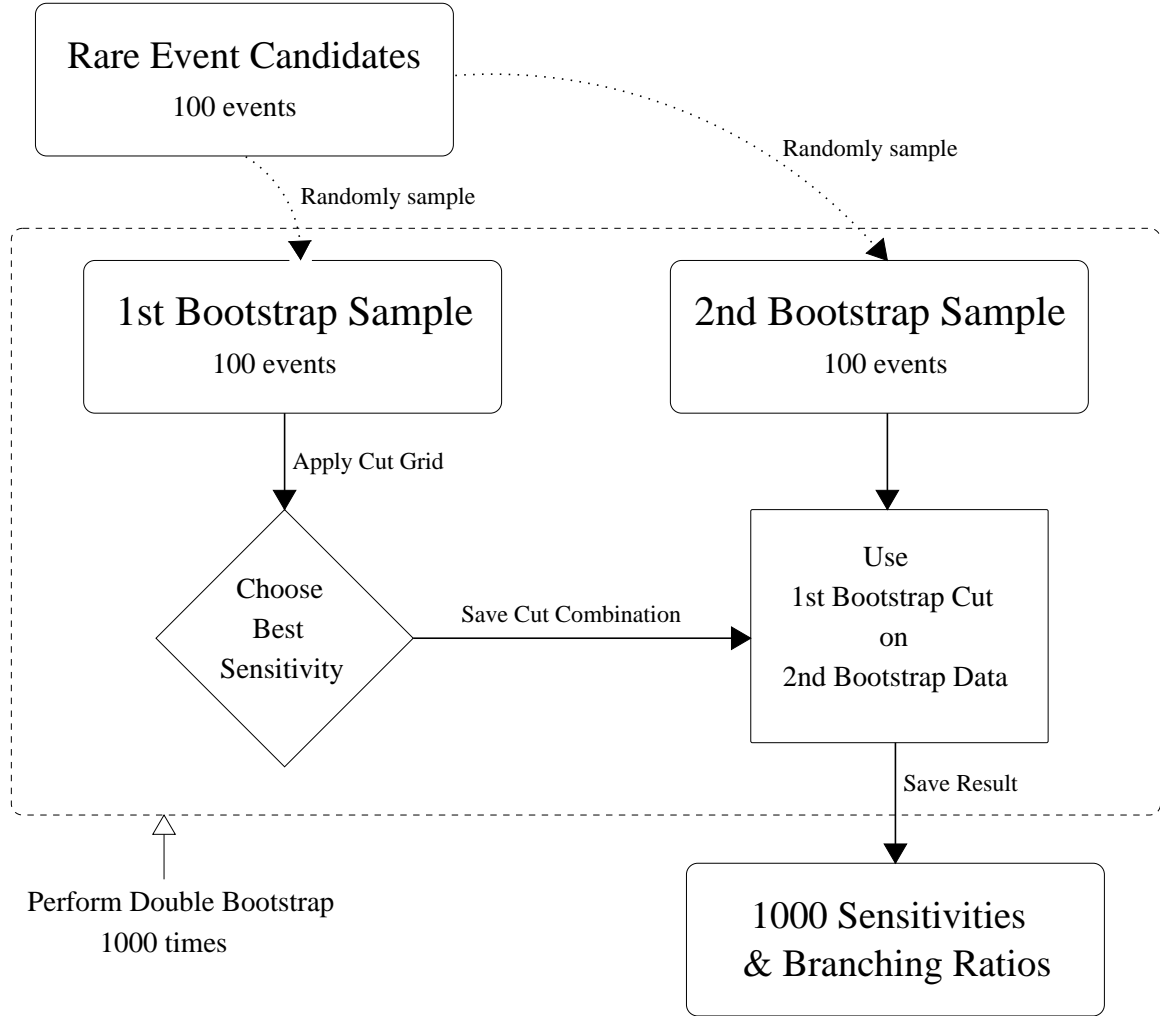 Rare Event Candidates
100 events
Randomly sample
Randomly sample
1st Bootstrap Sample
100 events
2nd Bootstrap Sample
100 events
Apply Cut Grid
Choose
Best
Sensitivity
Save Cut Combination
Use
1st Bootstrap Cut
on
2nd Bootstrap Data
Save Result
Perform Double Bootstrap
1000 times
1000 Sensitivities
& Branching Ratios